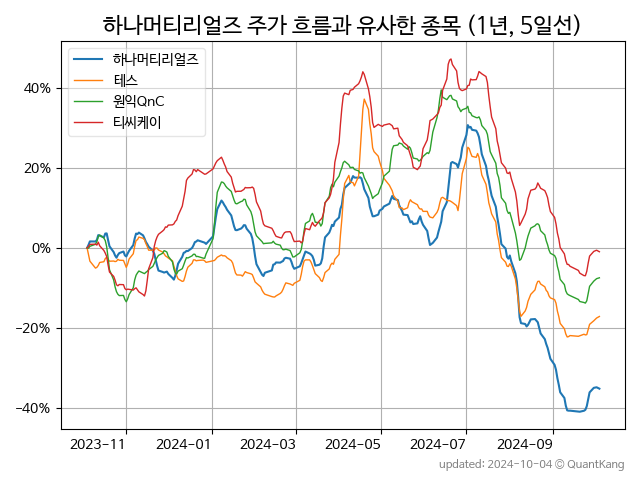 하나머티리얼즈 주가 흐름과 유사한 종목 (1년, 5일선)
하나머티리얼즈
테스
원익QnC
티씨케이
40%
20%
0%
−20%
−40%
2023-11
2024-01
2024-03
2024-05
2024-07
2024-09
updated: 2024-10-04 © QuantKang